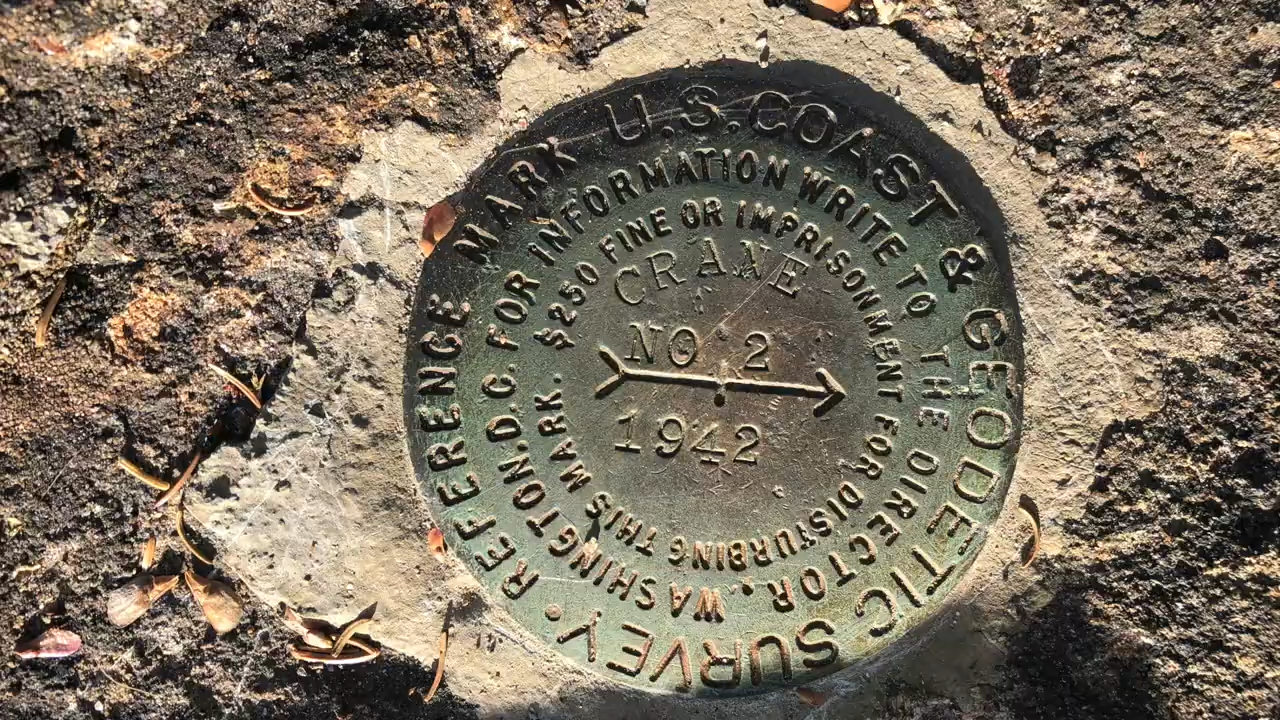 U.S. COAST & GEODETIC SURVEY. REFERENCE MARK
FOR INFORMATION WRITE TO THE DIRECTOR, WASHINGTON. D.C.
$250 FINE OR IMPRISONMENT FOR DISTURBING THIS MARK.
CRANE
NO 2
1942